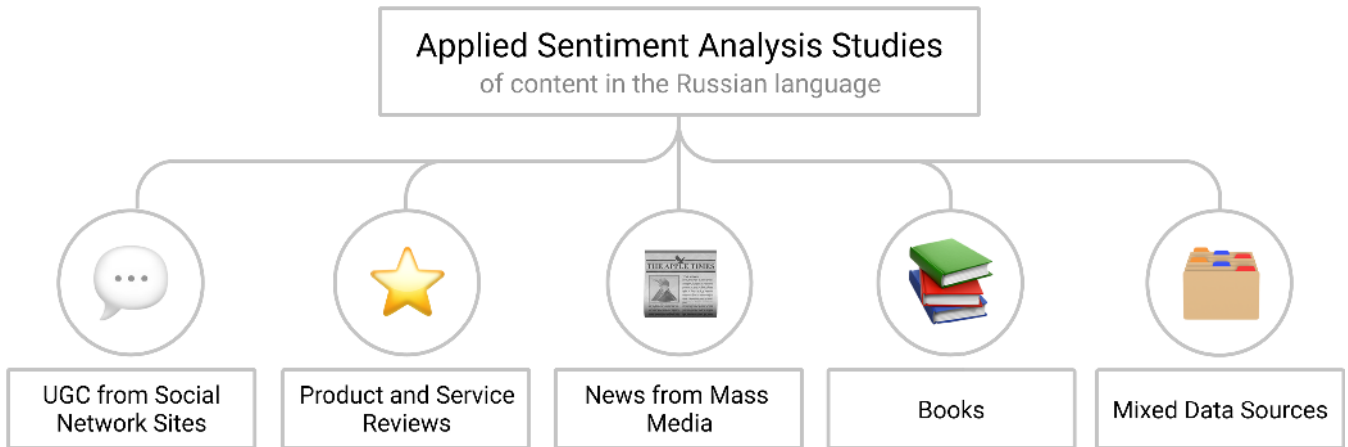 Applied Sentiment Analysis Studies
of content in the Russian language
THE APPLE TIMES
UGC from Social
Network Sites
Product and Service
Reviews
News from Mass
Media
Books
Mixed Data Sources